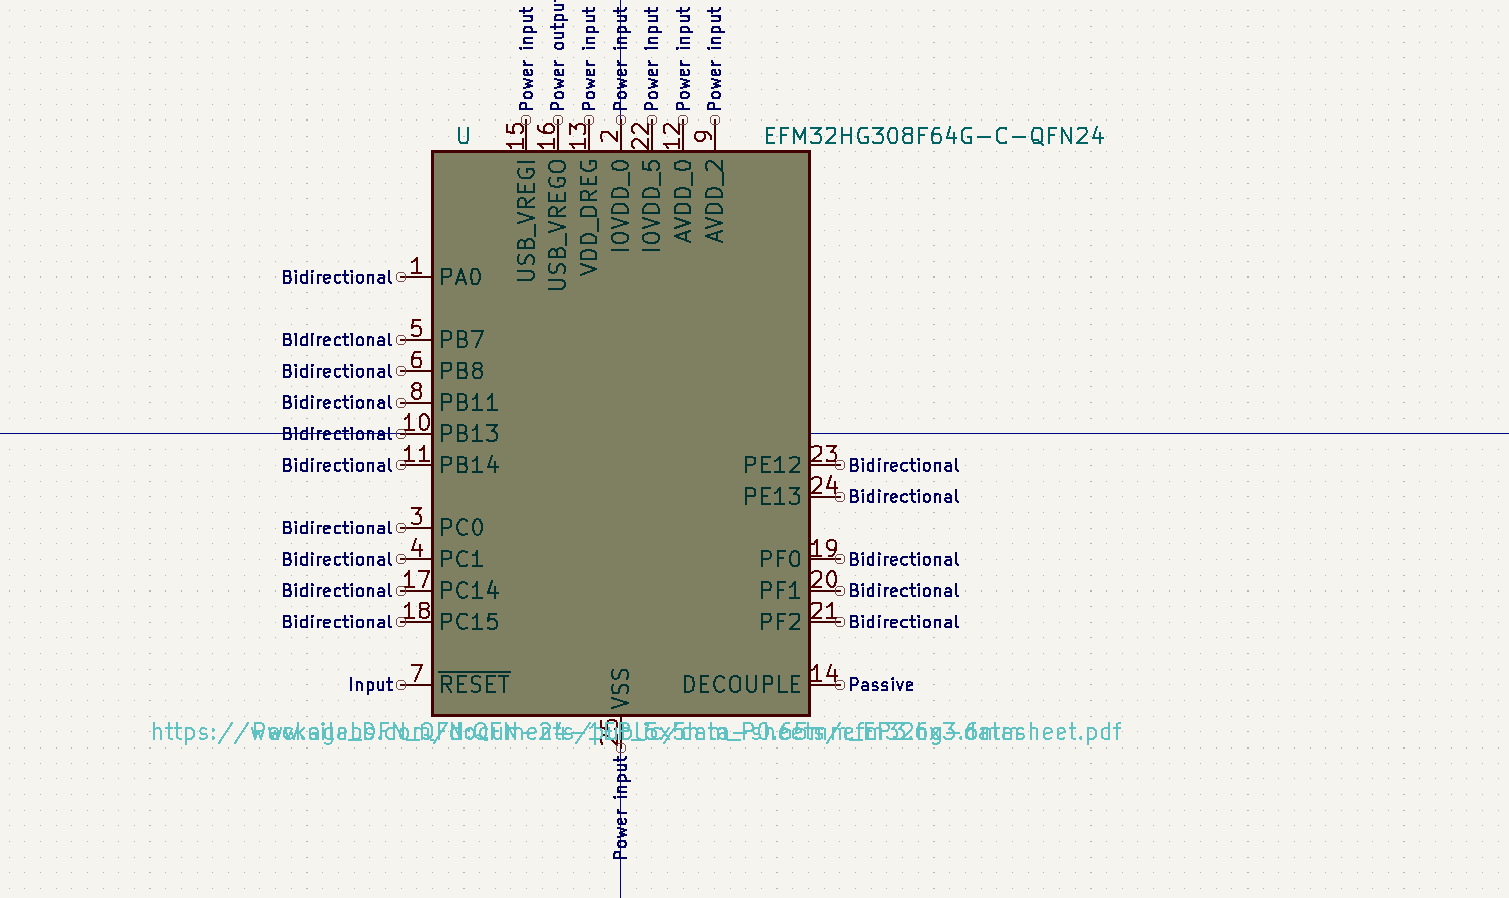 Power input
Power output
Power input
Power input
Power input
Power input
Power input
U
15
16
13
2
22
12
9
EFM32HG308F64G-C-QFN24
USB_VREGI
USB_VREGO
VDD_DREG
IOVDD_0
IOVDD_5
AVDD_0
AVDD_2
Bidirectional 1 PA0
Bidirectional 5 PB7
Bidirectional 6 PB8
Bidirectional 8 PB11
Bidirectional 10 PB13
Bidirectional 11 PB14
PE12 23 Bidirectional
PE13 24 Bidirectional
Bidirectional 3 PC0
Bidirectional 4 PC1
PF0 19 Bidirectional
Bidirectional 17 PC14
PF1 20 Bidirectional
Bidirectional 18 PC15
PF2 21 Bidirectional
Input 7 RESET
VSS
DECOUPLE 14 Passive
25
Power input